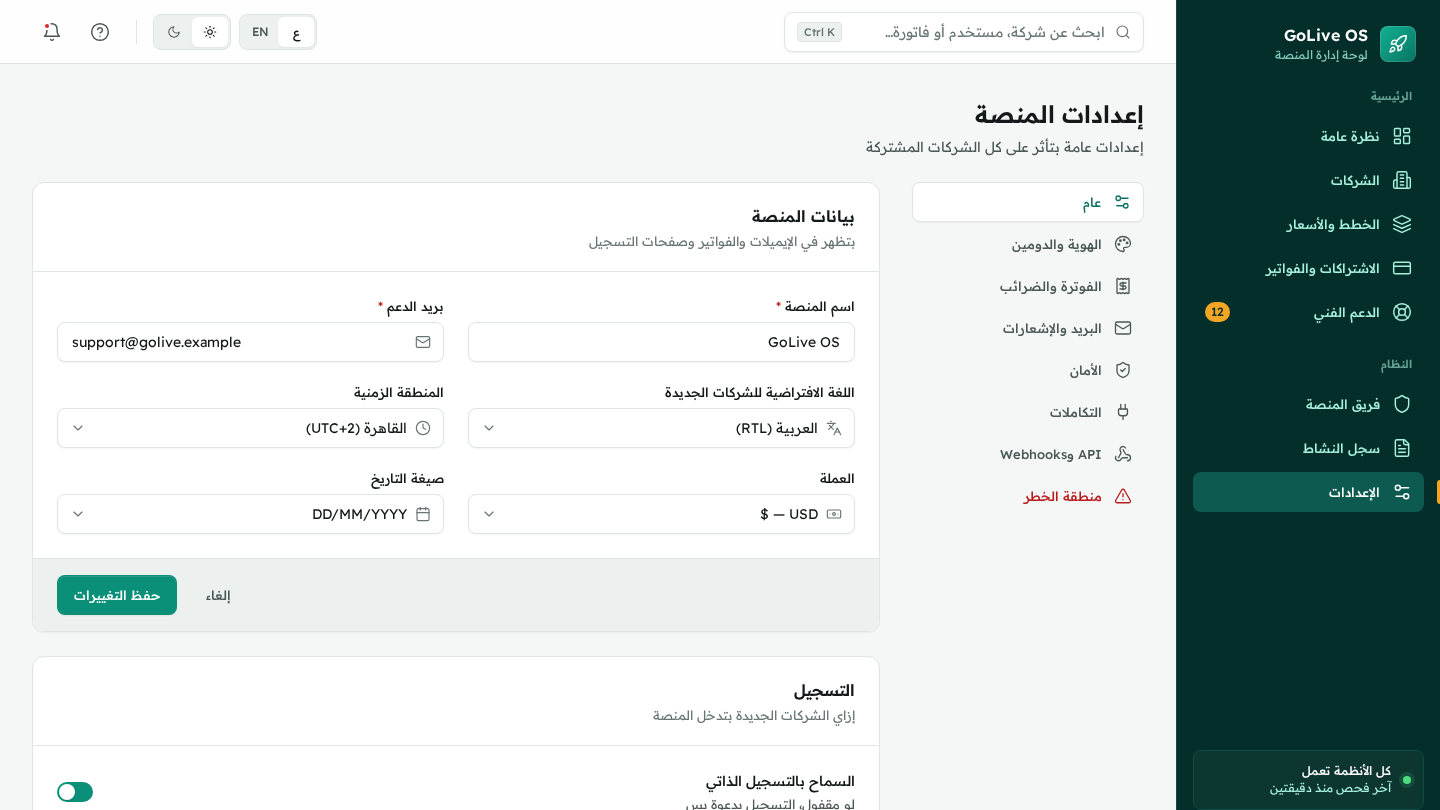 GoLive OS
لوحة إدارة المنصة
الرئيسية
نظرة عامة
الشركات
الخطط والأسعار
الاشتراكات والفواتير
الدعم الفني
12
النظام
فريق المنصة
سجل النشاط
الإعدادات
كل الأنظمة تعمل
آخر فحص منذ دقيقتين
ابحث عن شركة، مستخدم أو فاتورة...
Ctrl K
ع
EN
إعدادات المنصة
إعدادات عامة بتأثر على كل الشركات المشتركة
عام
الهوية والدومين
الفوترة والضرائب
البريد والإشعارات
الأمان
التكاملات
API وWebhooks
منطقة الخطر
بيانات المنصة
بتظهر في الإيميلات والفواتير وصفحات التسجيل
اسم المنصة *
GoLive OS
بريد الدعم *
support@golive.example
اللغة الافتراضية للشركات الجديدة
العربية (RTL)
المنطقة الزمنية
القاهرة (UTC+2)
العملة
USD — $
صيغة التاريخ
DD/MM/YYYY
إلغاء
حفظ التغييرات
التسجيل
إزاي الشركات الجديدة بتدخل المنصة
السماح بالتسجيل الذاتي
لو مقفول، التسجيل بدعوة بس